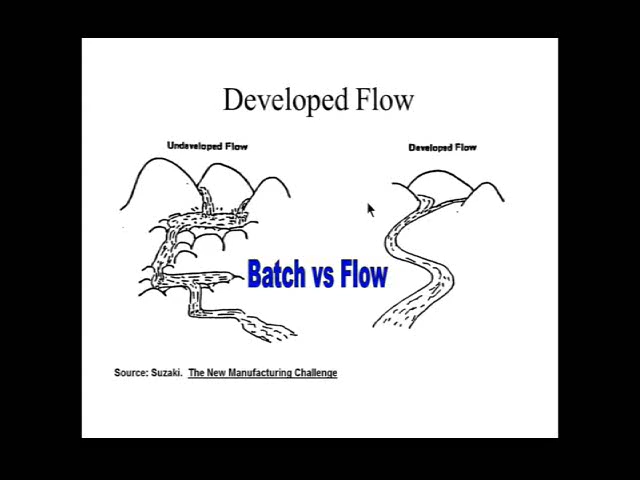 Developed Flow
Undeveloped Flow
Developed Flow
Batch vs Flow
Source: Suzaki. The New Manufacturing Challenge